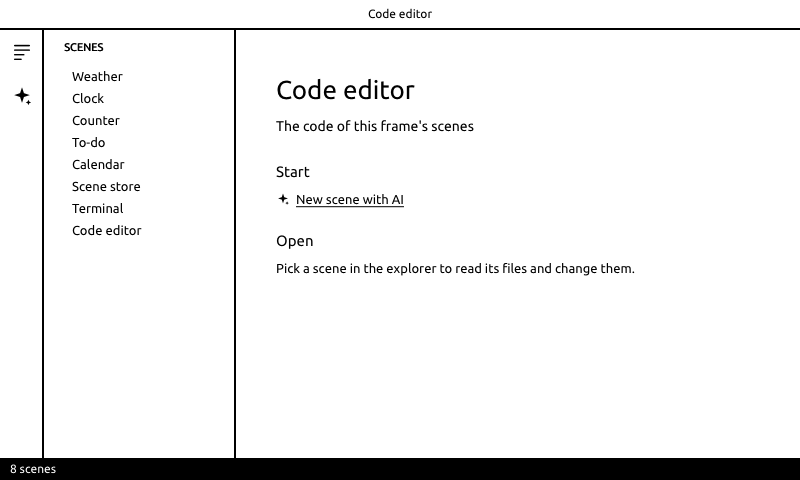 Code editor
SCENES
Weather
Clock
Counter
To-do
Calendar
Scene store
Terminal
Code editor
Code editor
The code of this frame's scenes
Start
New scene with AI
Open
Pick a scene in the explorer to read its files and change them.
8 scenes